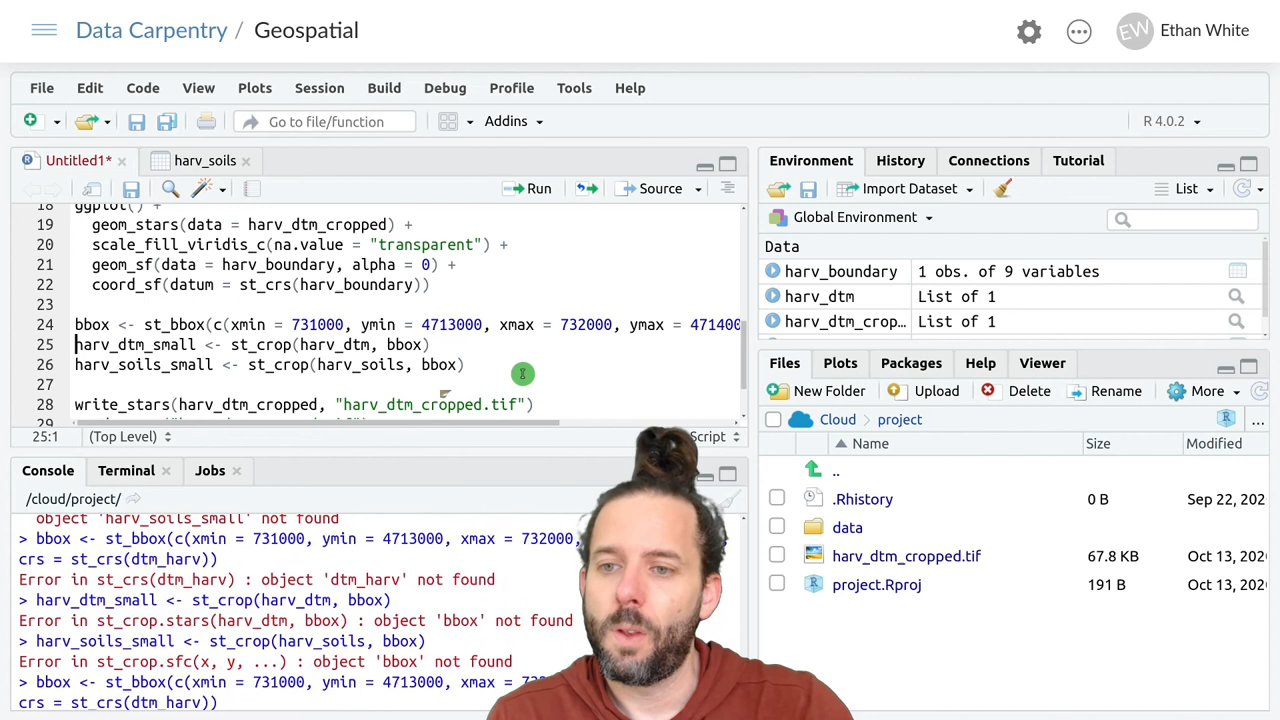 Data Carpentry / Geospatial
EW Ethan White
File Edit Code View Plots Session Build Debug Profile Tools Help
Go to file/function Addins R 4.0.2
Untitled1* harv_soils
Run Source
18 ggplot() +
19 geom_stars(data = harv_dtm_cropped) +
20 scale_fill_viridis_c(na.value = "transparent") +
21 geom_sf(data = harv_boundary, alpha = 0) +
22 coord_sf(datum = st_crs(harv_boundary))
23
24 bbox <- st_bbox(c(xmin = 731000, ymin = 4713000, xmax = 732000, ymax = 471400
25 harv_dtm_small <- st_crop(harv_dtm, bbox)
26 harv_soils_small <- st_crop(harv_soils, bbox)
27
28 write_stars(harv_dtm_cropped, "harv_dtm_cropped.tif")
29
25:1 (Top Level) Script
Console Terminal Jobs
/cloud/project/
object 'harv_soils_small' not found
> bbox <- st_bbox(c(xmin = 731000, ymin = 4713000, xmax = 732000,
crs = st_crs(dtm_harv))
Error in st_crs(dtm_harv) : object 'dtm_harv' not found
> harv_dtm_small <- st_crop(harv_dtm, bbox)
Error in st_crop.stars(harv_dtm, bbox) : object 'bbox' not found
> harv_soils_small <- st_crop(harv_soils, bbox)
Error in st_crop.sfc(x, y, ...) : object 'bbox' not found
> bbox <- st_bbox(c(xmin = 731000, ymin = 4713000, xmax = 732
crs = st_crs(dtm_harv))
Environment History Connections Tutorial
Import Dataset List
Global Environment
Data
harv_boundary 1 obs. of 9 variables
harv_dtm List of 1
harv_dtm_crop… List of 1
Files Plots Packages Help Viewer
New Folder Upload Delete Rename More
Cloud project ...
Name Size Modified
..
.Rhistory 0 B Sep 22, 202
data
harv_dtm_cropped.tif 67.8 KB Oct 13, 202
project.Rproj 191 B Oct 13, 202